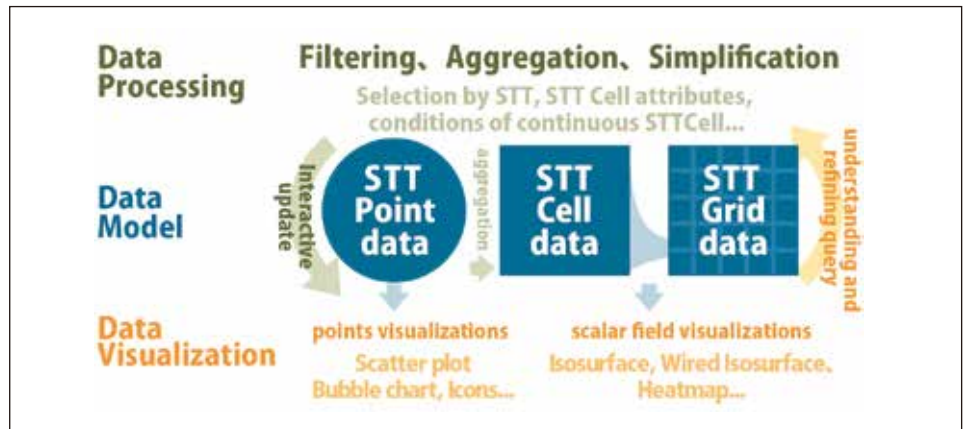 Data
Processing
Filtering、Aggregation、Simplification
Selection by STT, STT Cell attributes,
conditions of continuous STTCell...
Data
Model
Interactive
update
STT
Point
data
aggregation
STT
Cell
data
STT
Grid
data
understanding and
refining query
Data
Visualization
points visualizations
Scatter plot
Bubble chart, Icons...
scalar field visualizations
Isosurface, Wired Isosurface、
Heatmap...